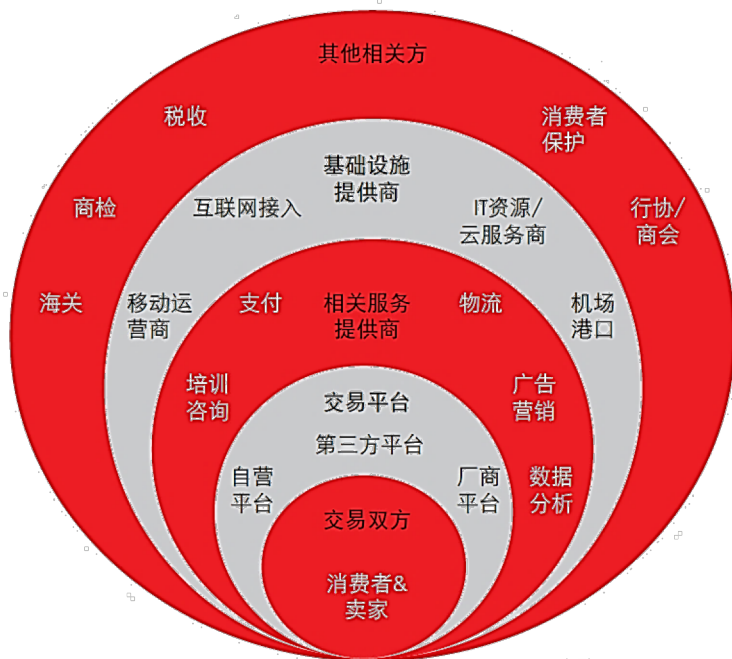 其他相关方
税收
消费者
保护
基础设施
提供商
商检
互联网接入
IT资源/
云服务商
行协/
商会
海关
移动运
营商
支付
相关服务
提供商
物流
机场
港口
培训
咨询
交易平台
广告
营销
第三方平台
自营
平台
厂商
平台
数据
分析
交易双方
消费者&
卖家